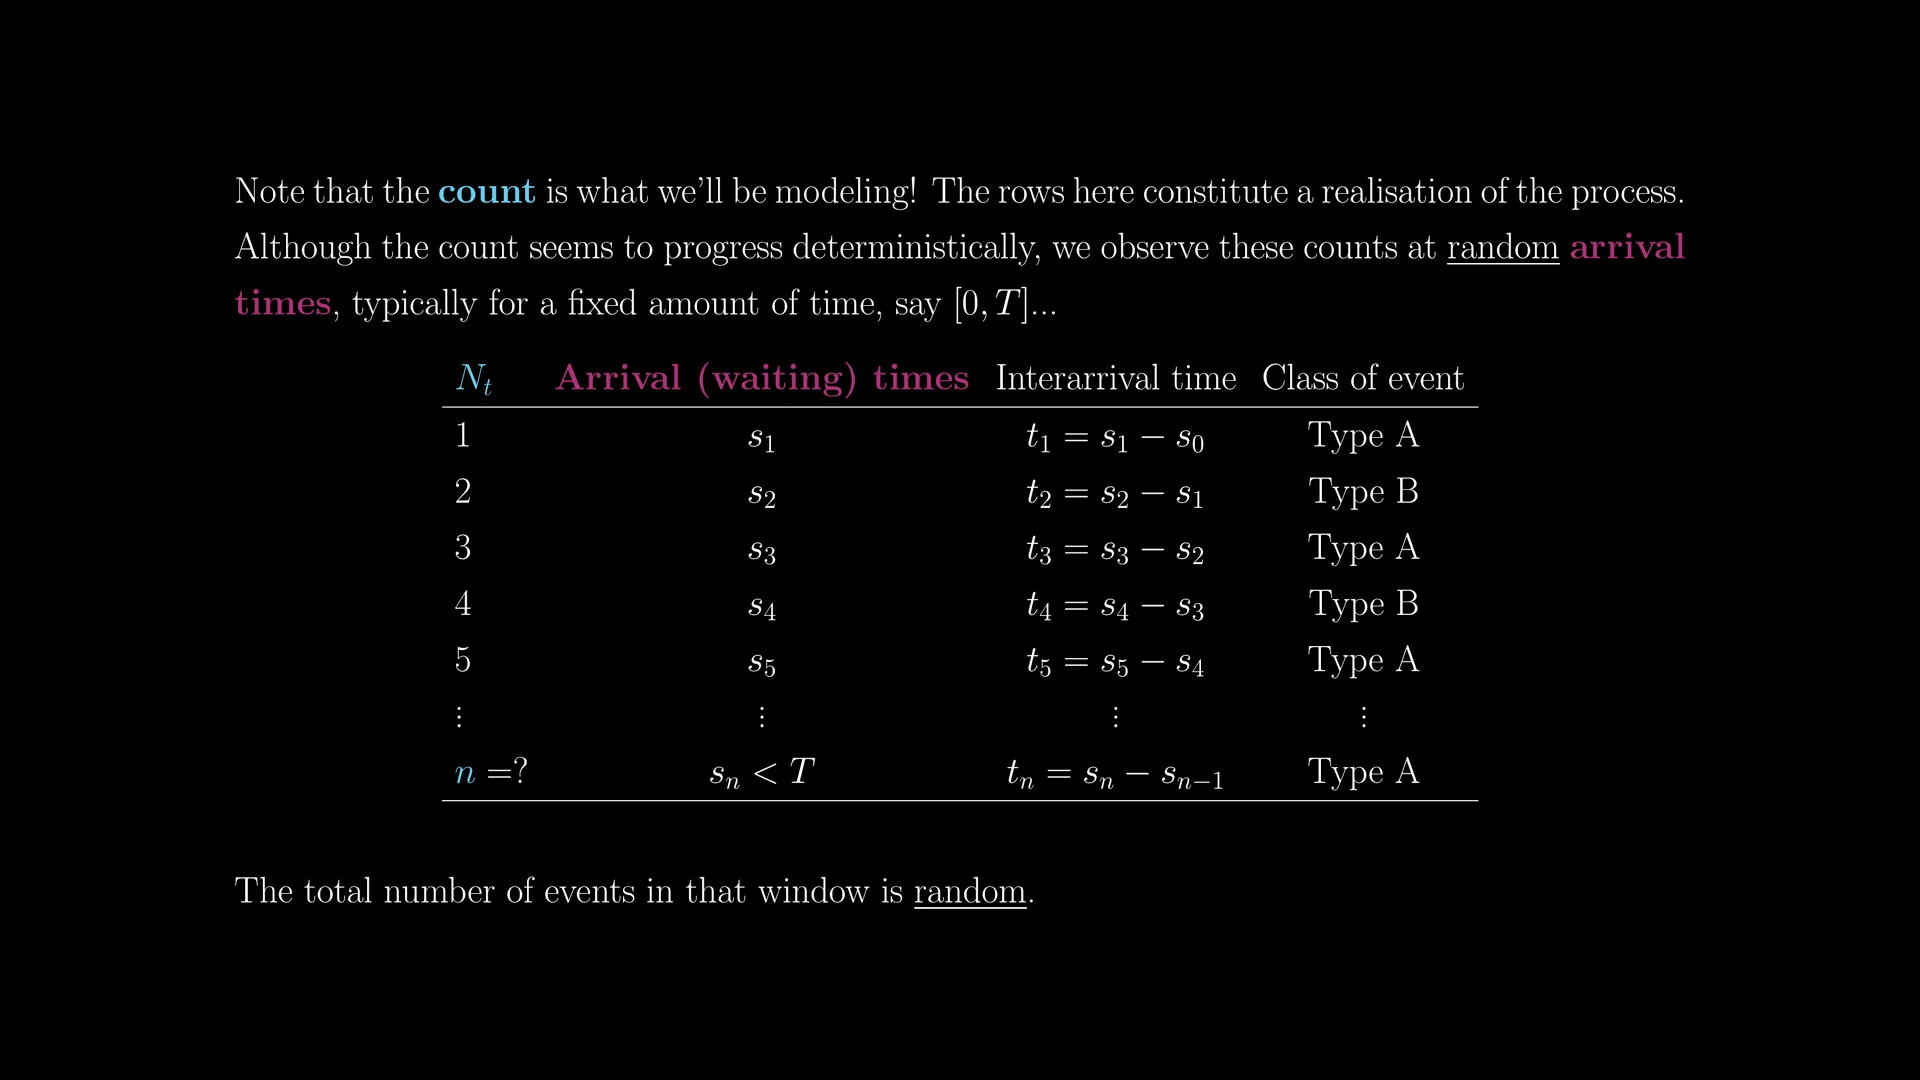 Note that the count is what we'll be modeling! The rows here constitute a realisation of the process.
Although the count seems to progress deterministically, we observe these counts at random arrival
times, typically for a fixed amount of time, say [0, T]...
N_t Arrival (waiting) times Interarrival time Class of event
1 s_1 t_1 = s_1 − s_0 Type A
2 s_2 t_2 = s_2 − s_1 Type B
3 s_3 t_3 = s_3 − s_2 Type A
4 s_4 t_4 = s_4 − s_3 Type B
5 s_5 t_5 = s_5 − s_4 Type A
⋮ ⋮ ⋮ ⋮
n =? s_n < T t_n = s_n − s_{n−1} Type A
The total number of events in that window is random.